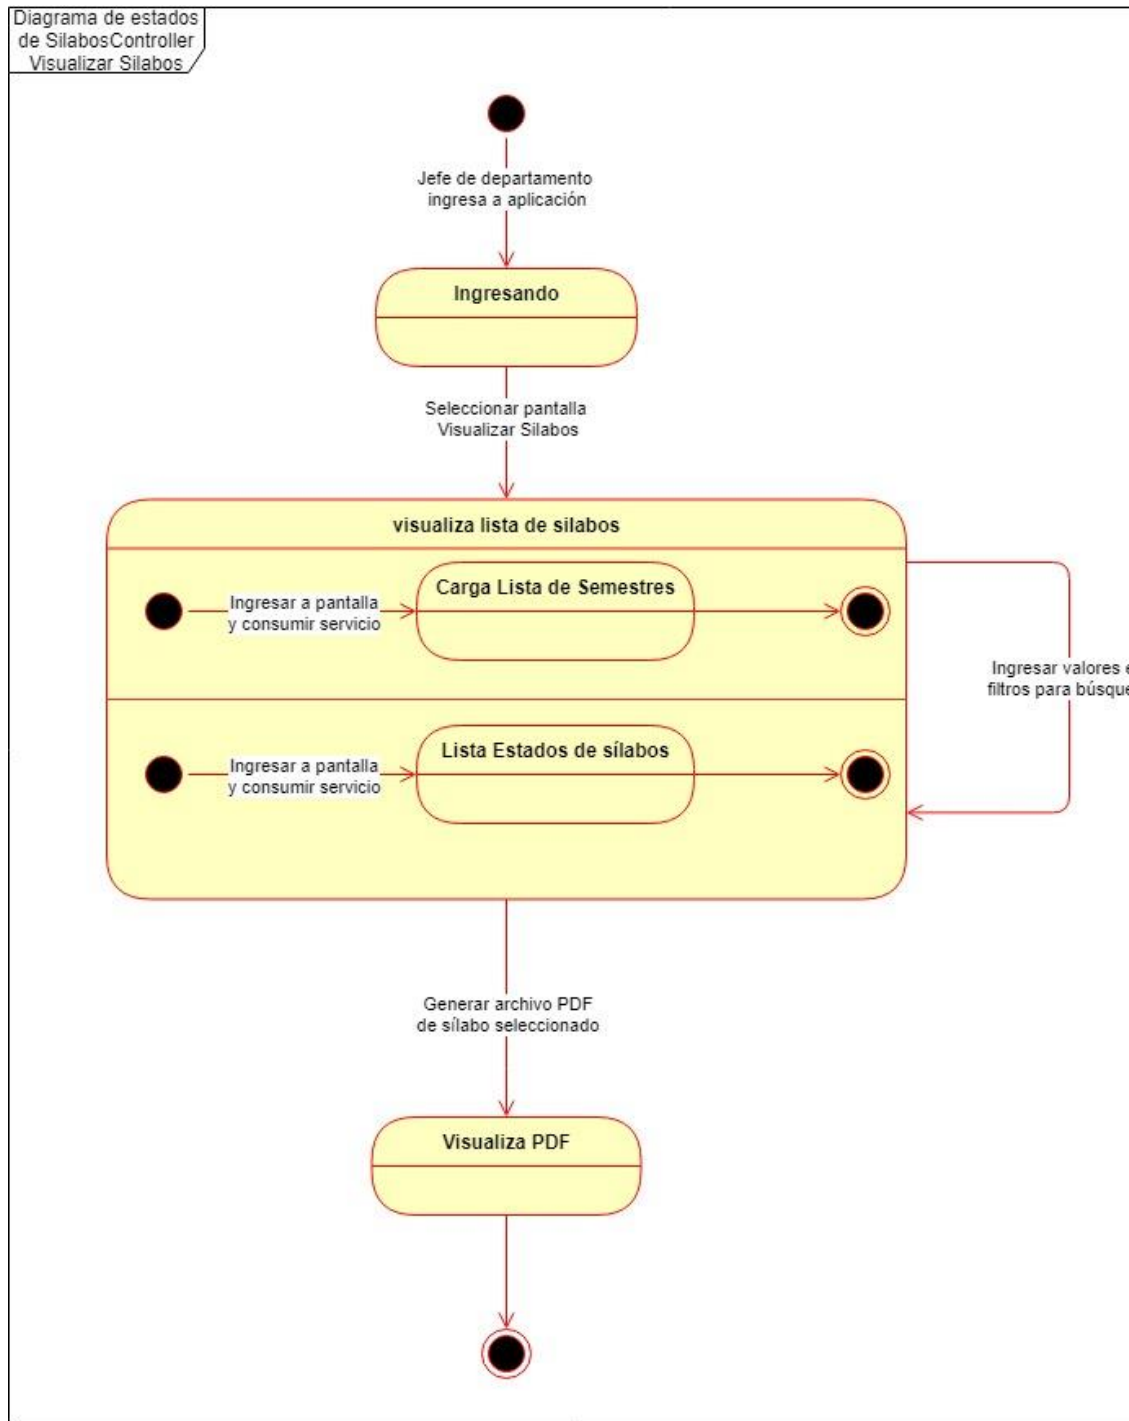 Diagrama de estados
de SilabosController
Visualizar Silabos
Jefe de departamento
ingresa a aplicación
Ingresando
Seleccionar pantalla
Visualizar Silabos
visualiza lista de silabos
Carga Lista de Semestres
Ingresar a pantalla
y consumir servicio
Ingresar valores
filtros para
Lista Estados de sílabos
Ingresar a pantalla
y consumir servicio
Generar archivo PDF
de sílabo seleccionado
Visualiza PDF